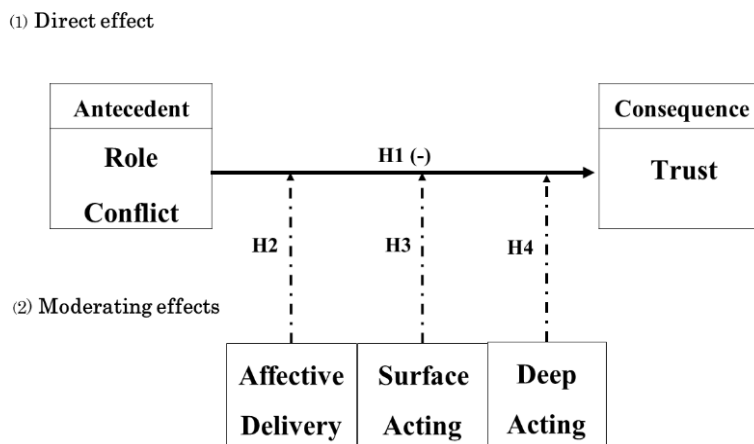 (1) Direct effect
Antecedent
Role
Conflict
H1 (-)
Consequence
Trust
H2
H3
H4
(2) Moderating effects
Affective
Delivery
Surface
Acting
Deep
Acting